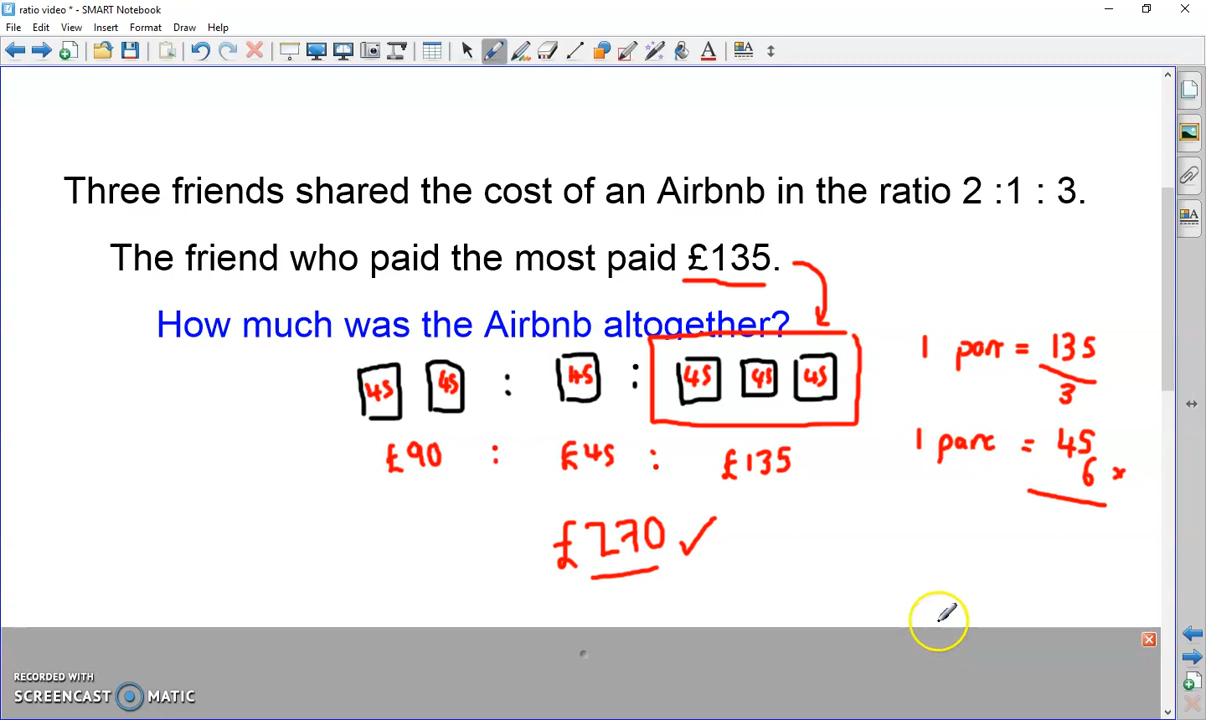 ratio video * - SMART Notebook
File Edit View Insert Format Draw Help
Three friends shared the cost of an Airbnb in the ratio 2 :1 : 3.
The friend who paid the most paid £135.
How much was the Airbnb altogether?
1 part = 135
3
45 45 : 45 : 45 45 45
1 part = 45
6 ×
£90 : £45 : £135
£270 ✓
RECORDED WITH
SCREENCAST MATIC